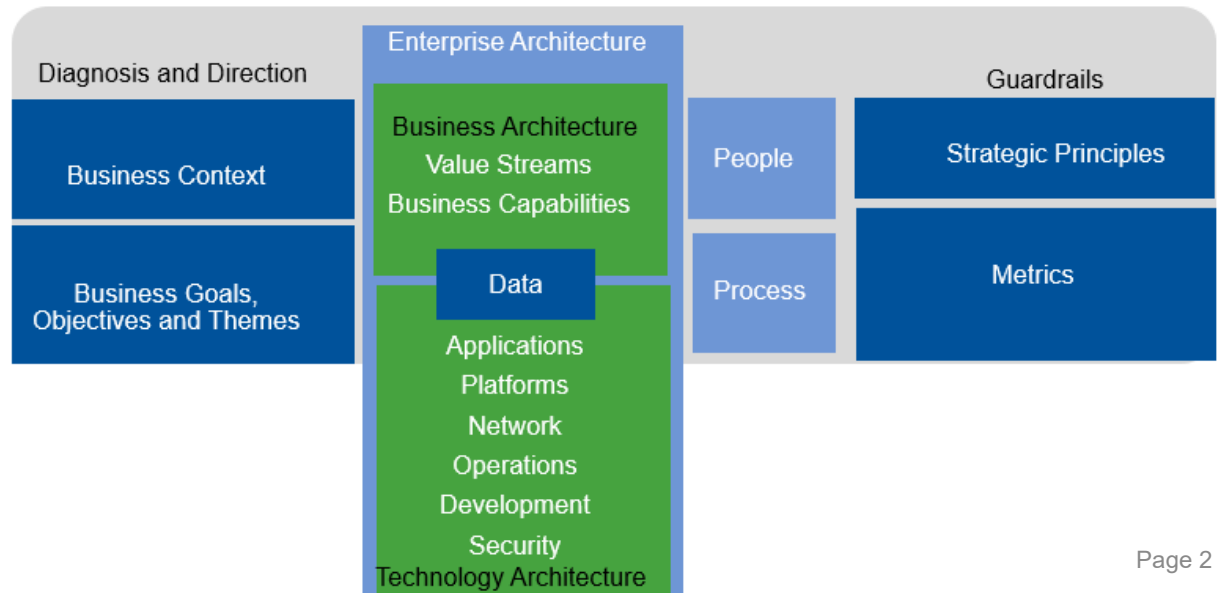 Diagnosis and Direction
Business Context
Business Goals,
Objectives and Themes
Enterprise Architecture
Business Architecture
Value Streams
Business Capabilities
Data
Applications
Platforms
Network
Operations
Development
Security
Technology Architecture
People
Process
Guardrails
Strategic Principles
Metrics
Page 2